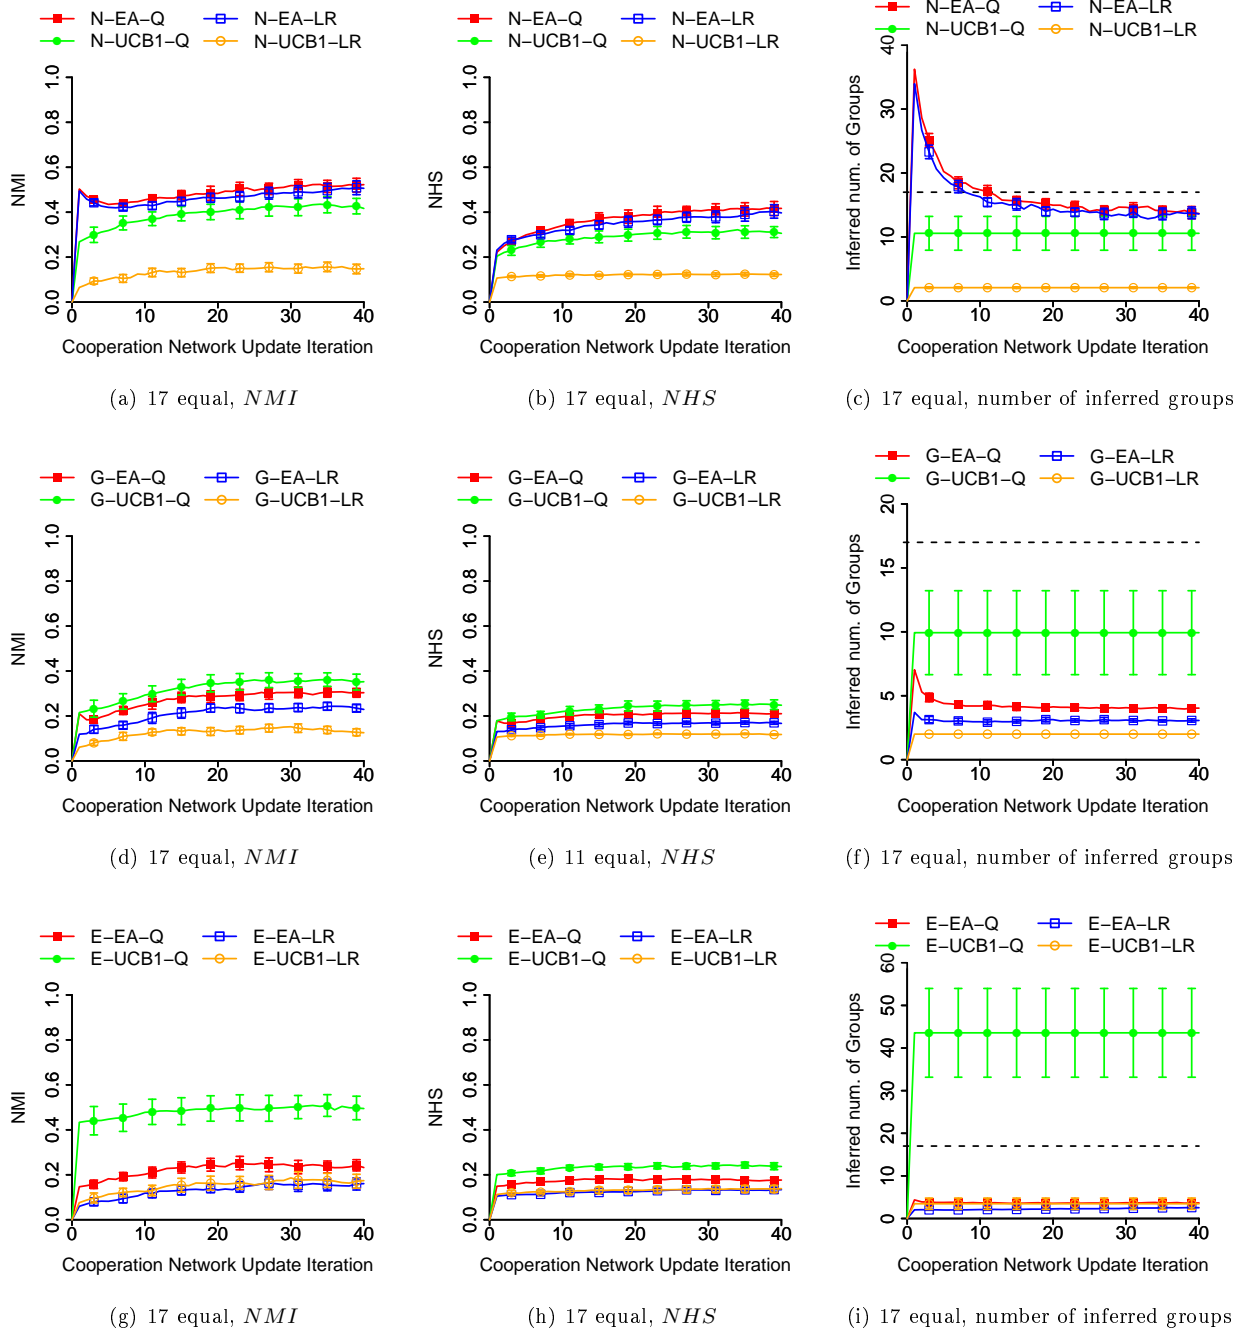 N−EA−Q N−EA−LR
N−UCB1−Q N−UCB1−LR
NMI
0.0 0.2 0.4 0.6 0.8 1.0
0 10 20 30 40
Cooperation Network Update Iteration
(a) 17 equal, NMI
N−EA−Q N−EA−LR
N−UCB1−Q N−UCB1−LR
NHS
0.0 0.2 0.4 0.6 0.8 1.0
0 10 20 30 40
Cooperation Network Update Iteration
(b) 17 equal, NHS
N−EA−Q N−EA−LR
N−UCB1−Q N−UCB1−LR
Inferred num. of Groups
0 10 20 30 40
0 10 20 30 40
Cooperation Network Update Iteration
(c) 17 equal, number of inferred groups
G−EA−Q G−EA−LR
G−UCB1−Q G−UCB1−LR
NMI
0.0 0.2 0.4 0.6 0.8 1.0
0 10 20 30 40
Cooperation Network Update Iteration
(d) 17 equal, NMI
G−EA−Q G−EA−LR
G−UCB1−Q G−UCB1−LR
NHS
0.0 0.2 0.4 0.6 0.8 1.0
0 10 20 30 40
Cooperation Network Update Iteration
(e) 11 equal, NHS
G−EA−Q G−EA−LR
G−UCB1−Q G−UCB1−LR
Inferred num. of Groups
0 5 10 15 20
0 10 20 30 40
Cooperation Network Update Iteration
(f) 17 equal, number of inferred groups
E−EA−Q E−EA−LR
E−UCB1−Q E−UCB1−LR
NMI
0.0 0.2 0.4 0.6 0.8 1.0
0 10 20 30 40
Cooperation Network Update Iteration
(g) 17 equal, NMI
E−EA−Q E−EA−LR
E−UCB1−Q E−UCB1−LR
NHS
0.0 0.2 0.4 0.6 0.8 1.0
0 10 20 30 40
Cooperation Network Update Iteration
(h) 17 equal, NHS
E−EA−Q E−EA−LR
E−UCB1−Q E−UCB1−LR
Inferred num. of Groups
0 10 20 30 40 50 60
0 10 20 30 40
Cooperation Network Update Iteration
(i) 17 equal, number of inferred groups